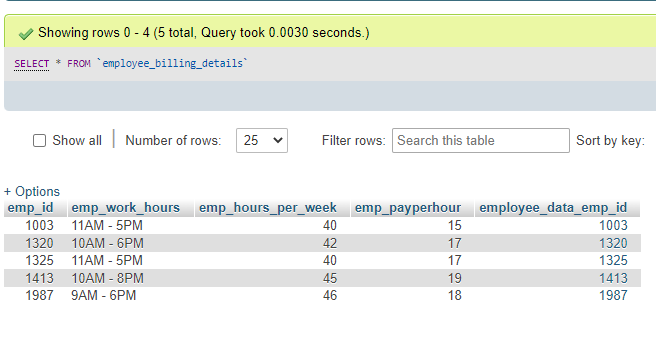 Showing rows 0 - 4 (5 total, Query took 0.0030 seconds.)
SELECT * FROM `employee_billing_details`
Show all | Number of rows: 25 Filter rows: Search this table Sort by key:
+ Options
emp_id emp_work_hours emp_hours_per_week emp_payperhour employee_data_emp_id
1003 11AM - 5PM 40 15 1003
1320 10AM - 6PM 42 17 1320
1325 11AM - 5PM 40 17 1325
1413 10AM - 8PM 45 19 1413
1987 9AM - 6PM 46 18 1987